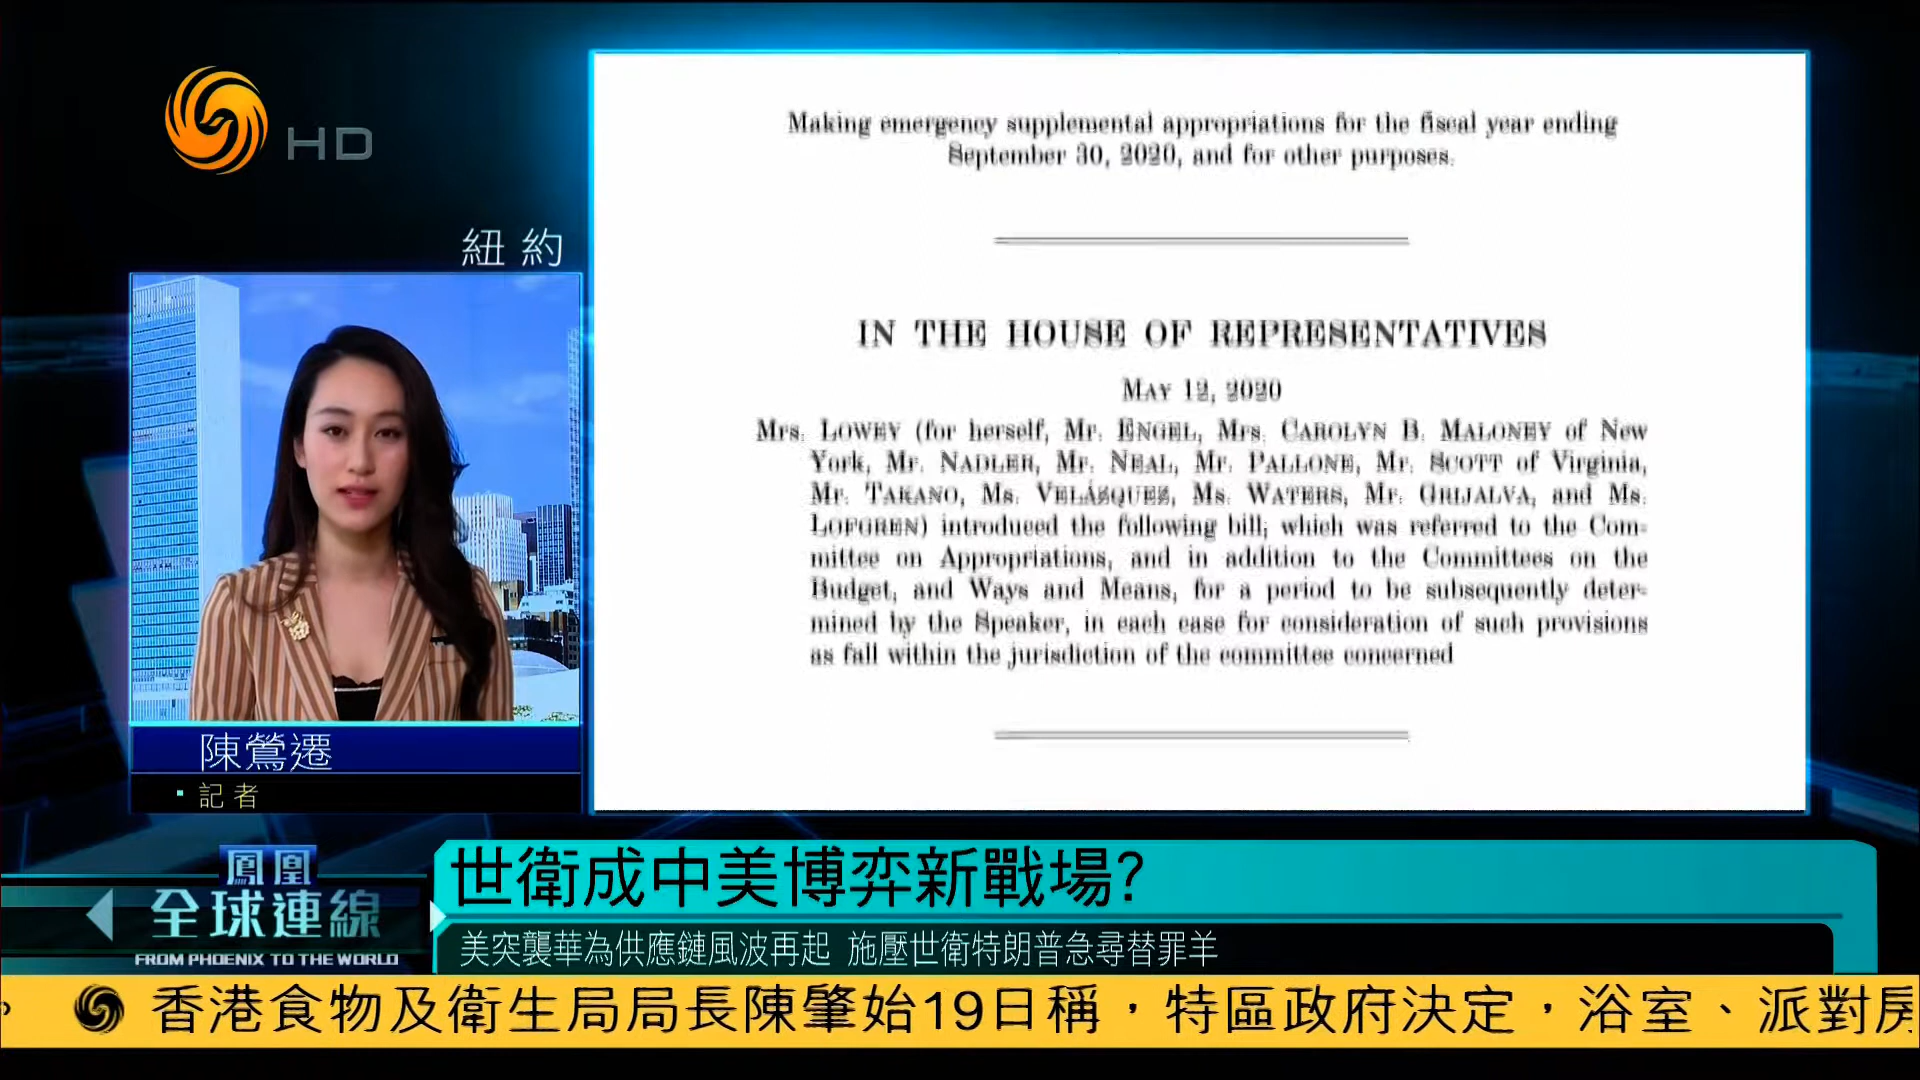 HD
紐約
Making emergency supplemental appropriations for the fiscal year ending
September 30, 2020, and for other purposes.
IN THE HOUSE OF REPRESENTATIVES
MAY 12, 2020
Mrs. LOWEY (for herself, Mr. ENGEL, Mrs. CAROLYN B. MALONEY of New
York, Mr. NADLER, Mr. NEAL, Mr. PALLONE, Mr. SCOTT of Virginia,
Mr. TAKANO, Ms. VELÁZQUEZ, Ms. WATERS, Mr. GRIJALVA, and Ms.
LOFGREN) introduced the following bill; which was referred to the Com-
mittee on Appropriations, and in addition to the Committees on the
Budget, and Ways and Means, for a period to be subsequently deter-
mined by the Speaker, in each case for consideration of such provisions
as fall within the jurisdiction of the committee concerned
陳鶯遷
記者
鳳凰
全球連線
FROM PHOENIX TO THE WORLD
世衛成中美博弈新戰場?
美突襲華為供應鏈風波再起 施壓世衛特朗普急尋替罪羊
香港食物及衛生局局長陳肇始19日稱，特區政府決定，浴室、派對房